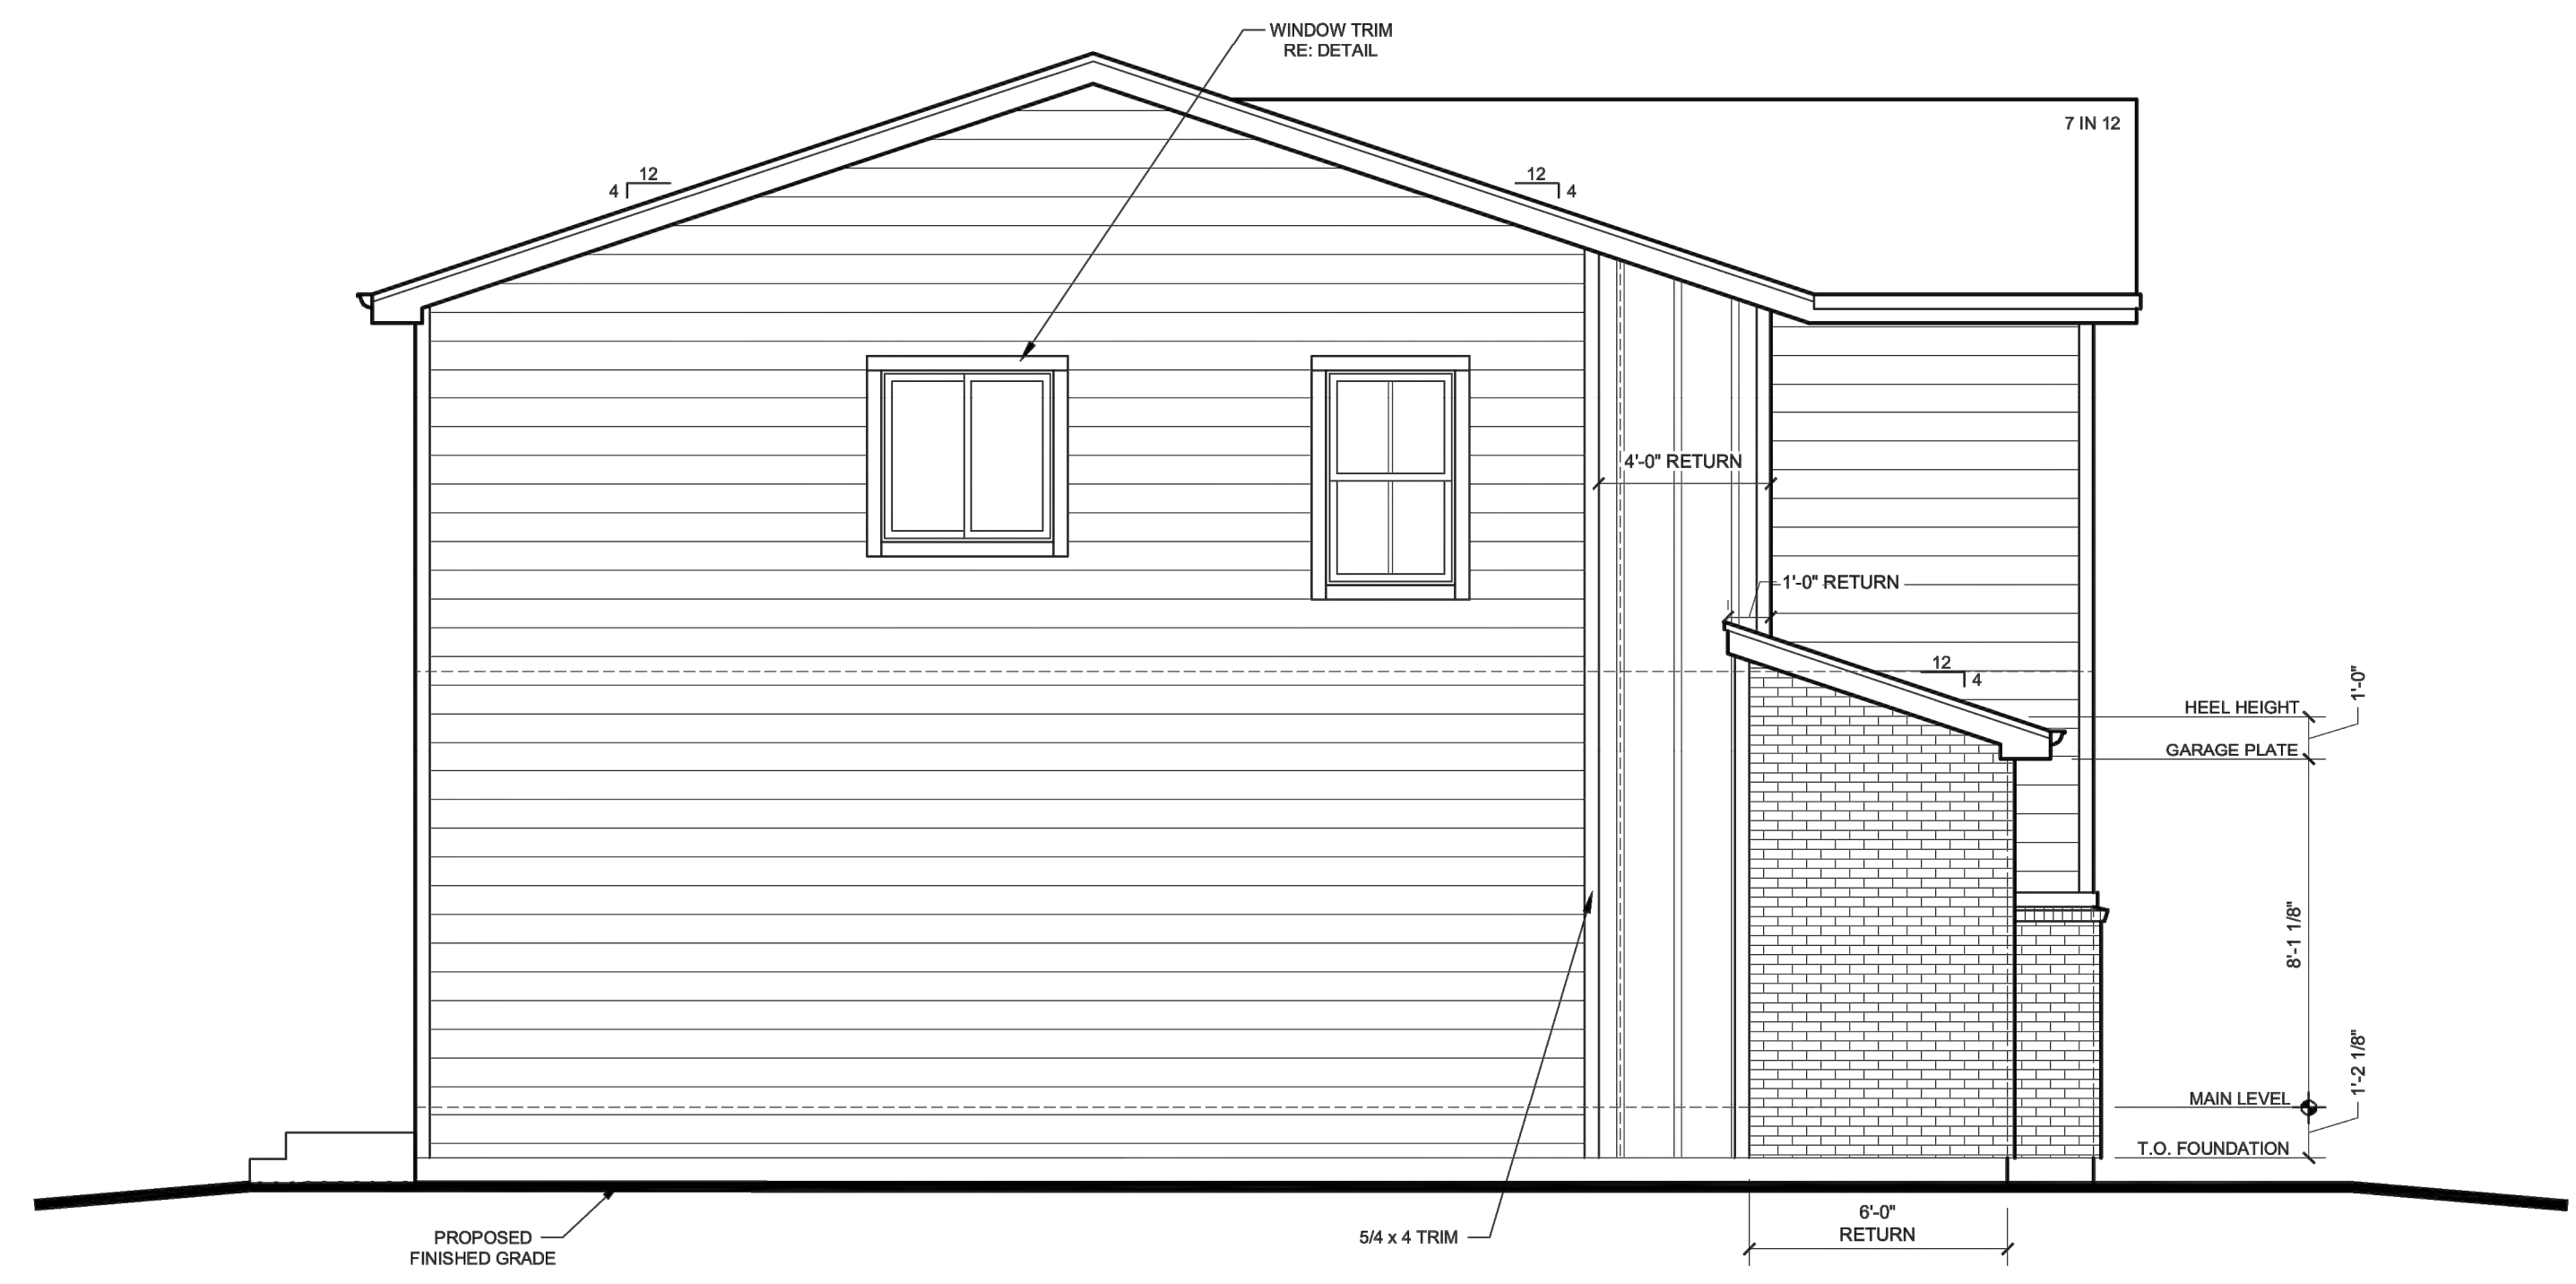 WINDOW TRIM
RE: DETAIL
7 IN 12
12
4
12
4
4'-0" RETURN
1'-0" RETURN
12
4
1'-0"
HEEL HEIGHT
GARAGE PLATE
8'-1 1/8"
1'-2 1/8"
MAIN LEVEL
T.O. FOUNDATION
6'-0"
RETURN
5/4 x 4 TRIM
PROPOSED
FINISHED GRADE